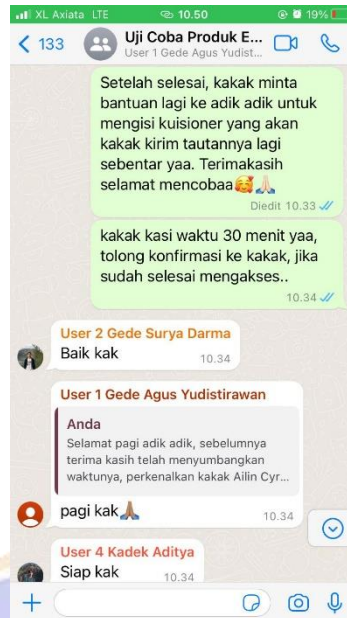 XL Axiata LTE 10.50 19%
133 Uji Coba Produk E...
User 1 Gede Agus Yudist...
Setelah selesai, kakak minta
bantuan lagi ke adik adik untuk
mengisi kuisioner yang akan
kakak kirim tautannya lagi
sebentar yaa. Terimakasih
selamat mencobaa🥰🙏🏼
Diedit 10.33
kakak kasi waktu 30 menit yaa,
tolong konfirmasi ke kakak, jika
sudah selesai mengakses..
10.34
User 2 Gede Surya Darma
Baik kak 10.34
User 1 Gede Agus Yudistirawan
Anda
Selamat pagi adik adik, sebelumnya
terima kasih telah menyumbangkan
waktunya, perkenalkan kakak Ailin Cyr...
pagi kak🙏🏽 10.34
User 4 Kadek Aditya
Siap kak 10.34